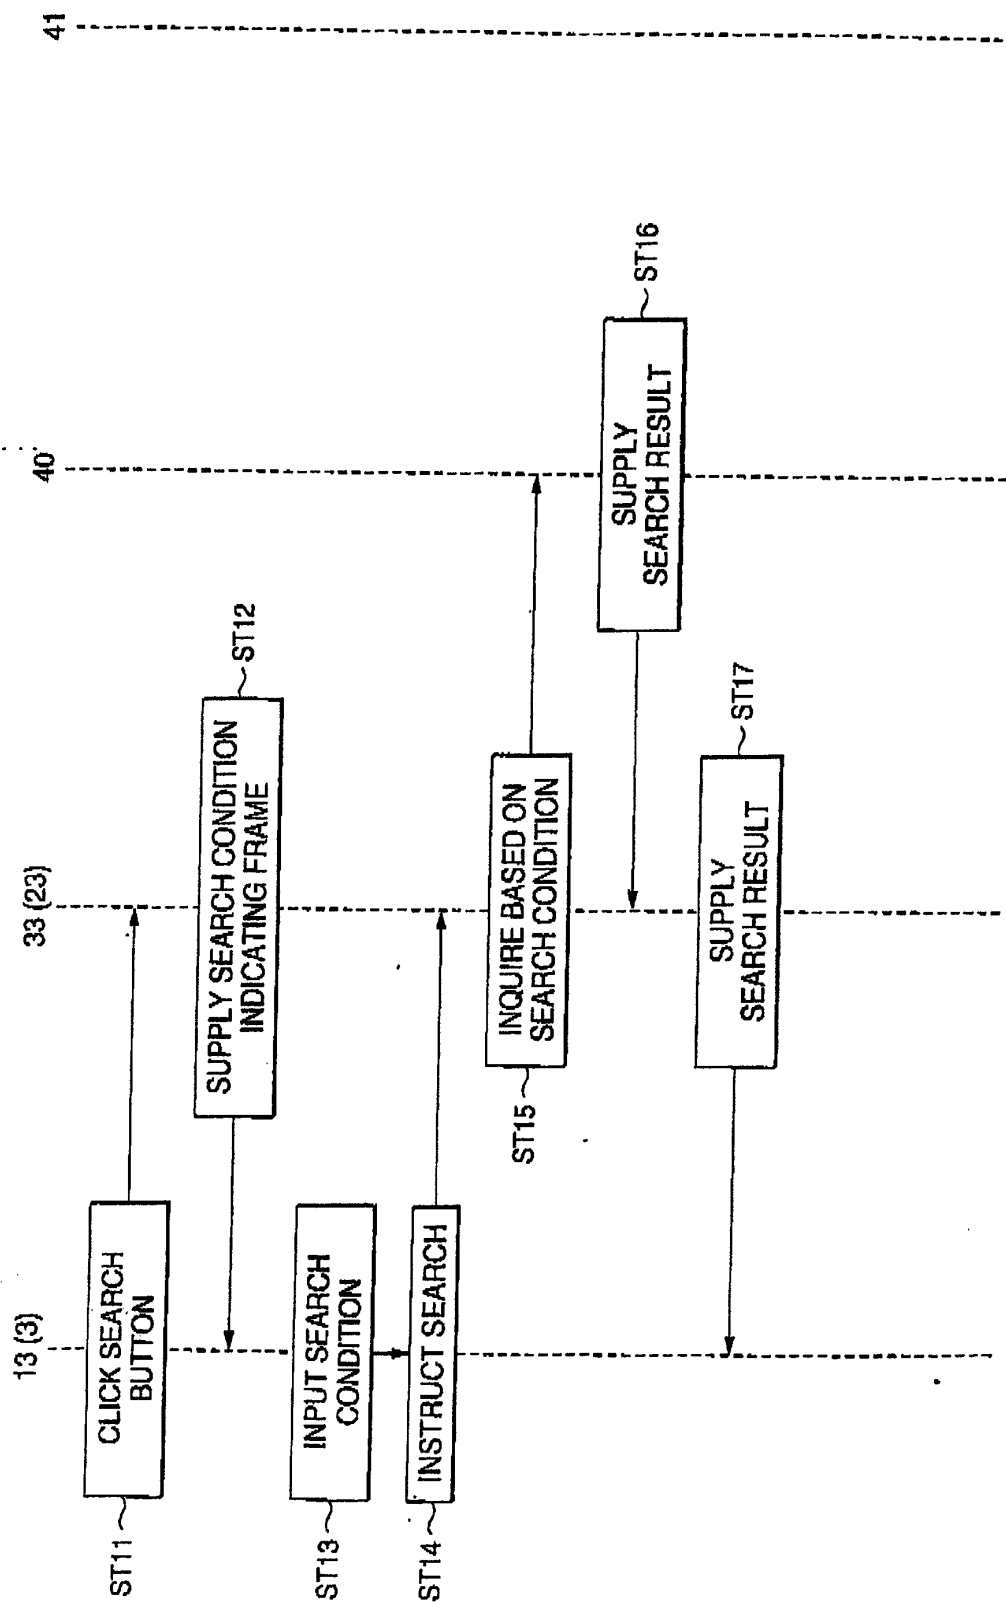 13 (3)
33 (23)
40
41
ST11
CLICK SEARCH
BUTTON
SUPPLY SEARCH CONDITION
INDICATING FRAME
ST12
ST13
INPUT SEARCH
CONDITION
ST14
INSTRUCT SEARCH
ST15
INQUIRE BASED ON
SEARCH CONDITION
SUPPLY
SEARCH RESULT
ST16
SUPPLY
SEARCH RESULT
ST17